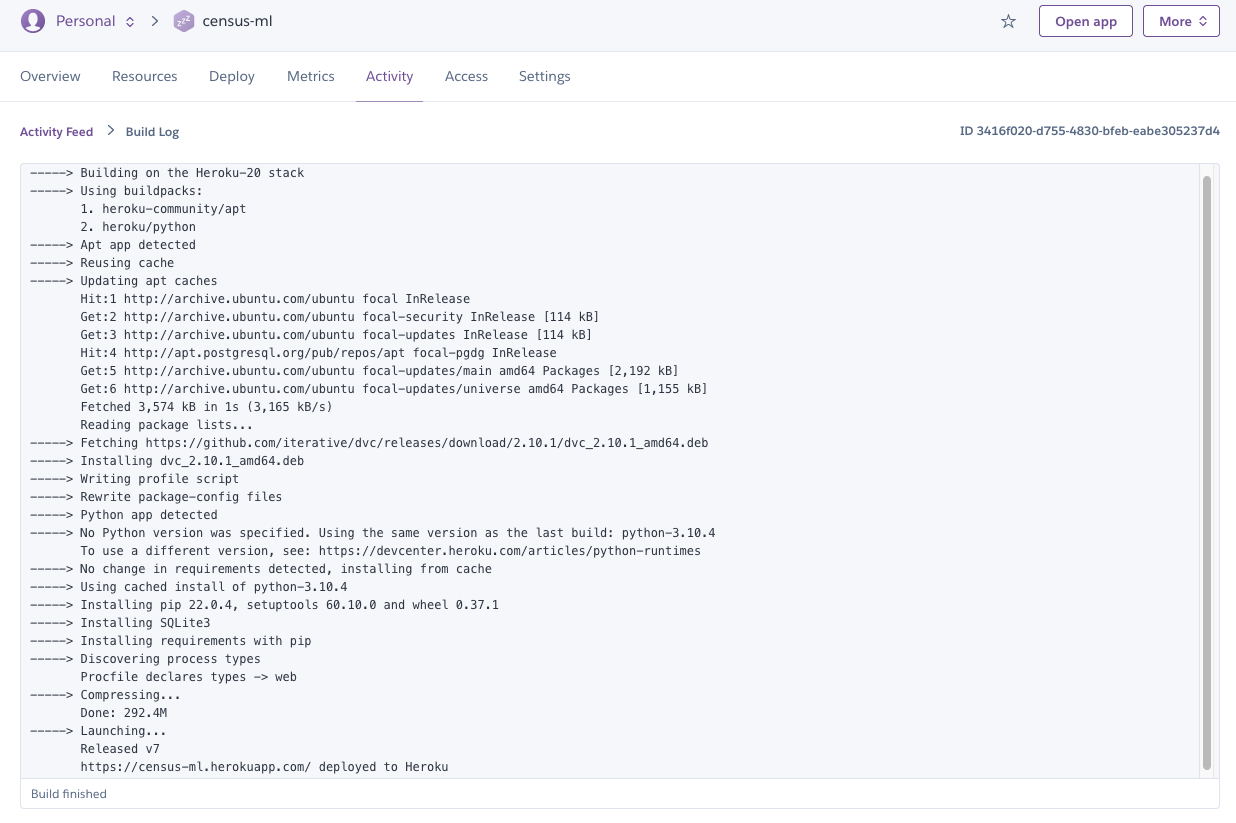 Personal > census-ml
Open app
More
Overview Resources Deploy Metrics Activity Access Settings
Activity Feed > Build Log
ID 3416f020-d755-4830-bfeb-eabe305237d4
-----> Building on the Heroku-20 stack
-----> Using buildpacks:
1. heroku-community/apt
2. heroku/python
-----> Apt app detected
-----> Reusing cache
-----> Updating apt caches
Hit:1 http://archive.ubuntu.com/ubuntu focal InRelease
Get:2 http://archive.ubuntu.com/ubuntu focal-security InRelease [114 kB]
Get:3 http://archive.ubuntu.com/ubuntu focal-updates InRelease [114 kB]
Hit:4 http://apt.postgresql.org/pub/repos/apt focal-pgdg InRelease
Get:5 http://archive.ubuntu.com/ubuntu focal-updates/main amd64 Packages [2,192 kB]
Get:6 http://archive.ubuntu.com/ubuntu focal-updates/universe amd64 Packages [1,155 kB]
Fetched 3,574 kB in 1s (3,165 kB/s)
Reading package lists...
-----> Fetching https://github.com/iterative/dvc/releases/download/2.10.1/dvc_2.10.1_amd64.deb
-----> Installing dvc_2.10.1_amd64.deb
-----> Writing profile script
-----> Rewrite package-config files
-----> Python app detected
-----> No Python version was specified. Using the same version as the last build: python-3.10.4
To use a different version, see: https://devcenter.heroku.com/articles/python-runtimes
-----> No change in requirements detected, installing from cache
-----> Using cached install of python-3.10.4
-----> Installing pip 22.0.4, setuptools 60.10.0 and wheel 0.37.1
-----> Installing SQLite3
-----> Installing requirements with pip
-----> Discovering process types
Procfile declares types -> web
-----> Compressing...
Done: 292.4M
-----> Launching...
Released v7
https://census-ml.herokuapp.com/ deployed to Heroku
Build finished